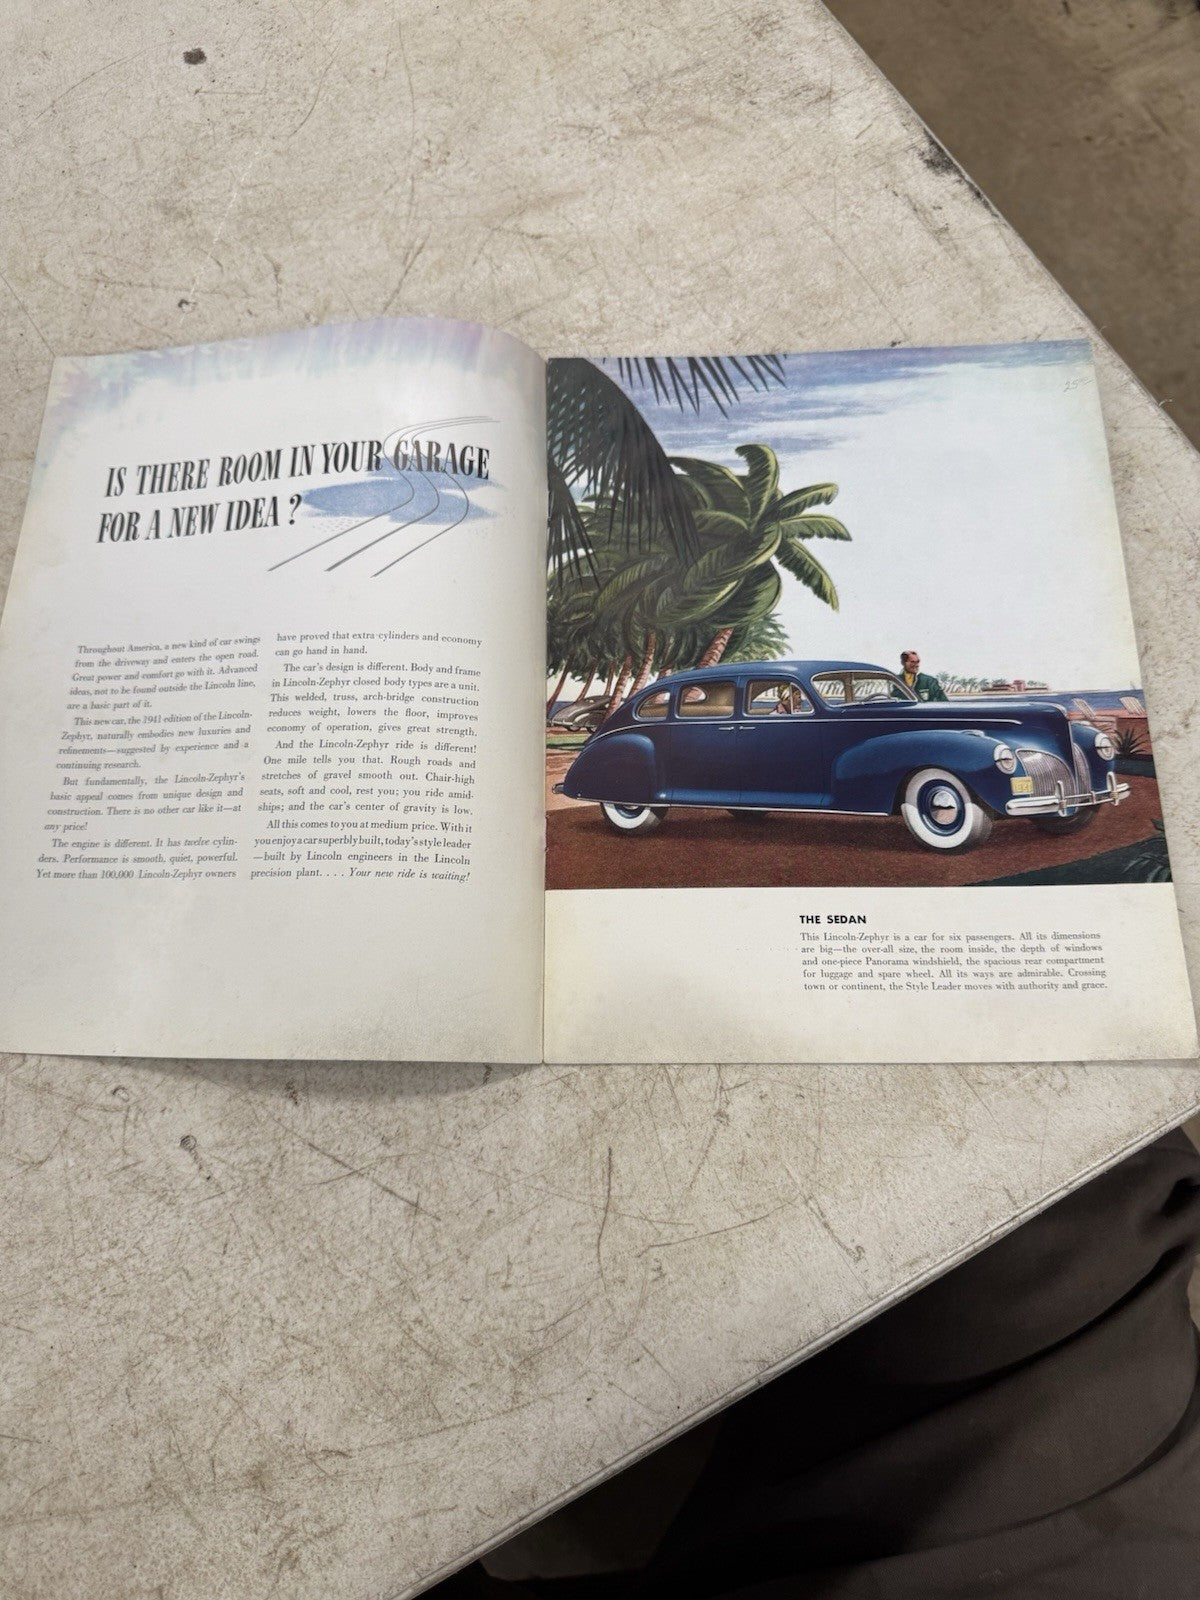 IS THERE ROOM IN YOUR GARAGE
FOR A NEW IDEA?
Throughout America, a new kind of car swings
from the driveway and enters the open road.
Great power and comfort go with it. Advanced
ideas, not to be found outside the Lincoln line,
are a basic part of it.
This new car, the 1941 edition of the Lincoln-
Zephyr, naturally embodies new luxuries and
refinements—suggested by experience and a
continuing research.
But fundamentally, the Lincoln-Zephyr's
basic appeal comes from unique design and
construction. There is no other car like it—at
any price!
The engine is different. It has twelve cylin-
ders. Performance is smooth, quiet, powerful.
Yet more than 100,000 Lincoln-Zephyr owners
have proved that extra cylinders and economy
can go hand in hand.
The car's design is different. Body and frame
in Lincoln-Zephyr closed body types are a unit.
This welded, truss, arch-bridge construction
reduces weight, lowers the floor, improves
economy of operation, gives great strength.
And the Lincoln-Zephyr ride is different!
One mile tells you that. Rough roads and
stretches of gravel smooth out. Chair-high
seats, soft and cool, rest you; you ride amid-
ships; and the car's center of gravity is low.
All this comes to you at medium price. With it
you enjoy a car superbly built, today's style leader
—built by Lincoln engineers in the Lincoln
precision plant. . . . Your new ride is waiting!
THE SEDAN
This Lincoln-Zephyr is a car for six passengers. All its dimensions
are big—the over-all size, the room inside, the depth of windows
and one-piece Panorama windshield, the spacious rear compartment
for luggage and spare wheel. All its ways are admirable. Crossing
town or continent, the Style Leader moves with authority and grace.